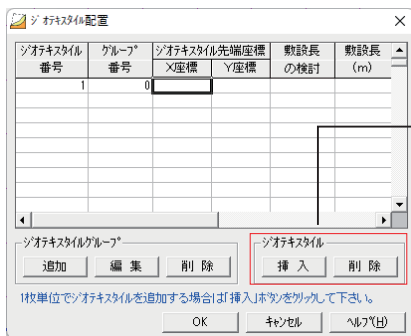 ジオテキスタイル配置
ジオテキスタイル グループ ジオテキスタイル先端座標 敷設長 敷設長
番号 番号 X座標 Y座標 の検討 (m)
1 0
ジオテキスタイルグループ ジオテキスタイル
追加 編集 削除 挿入 削除
1枚単位でジオテキスタイルを追加する場合は「挿入」ボタンをクリックして下さい。
OK キャンセル ヘルプ(H)